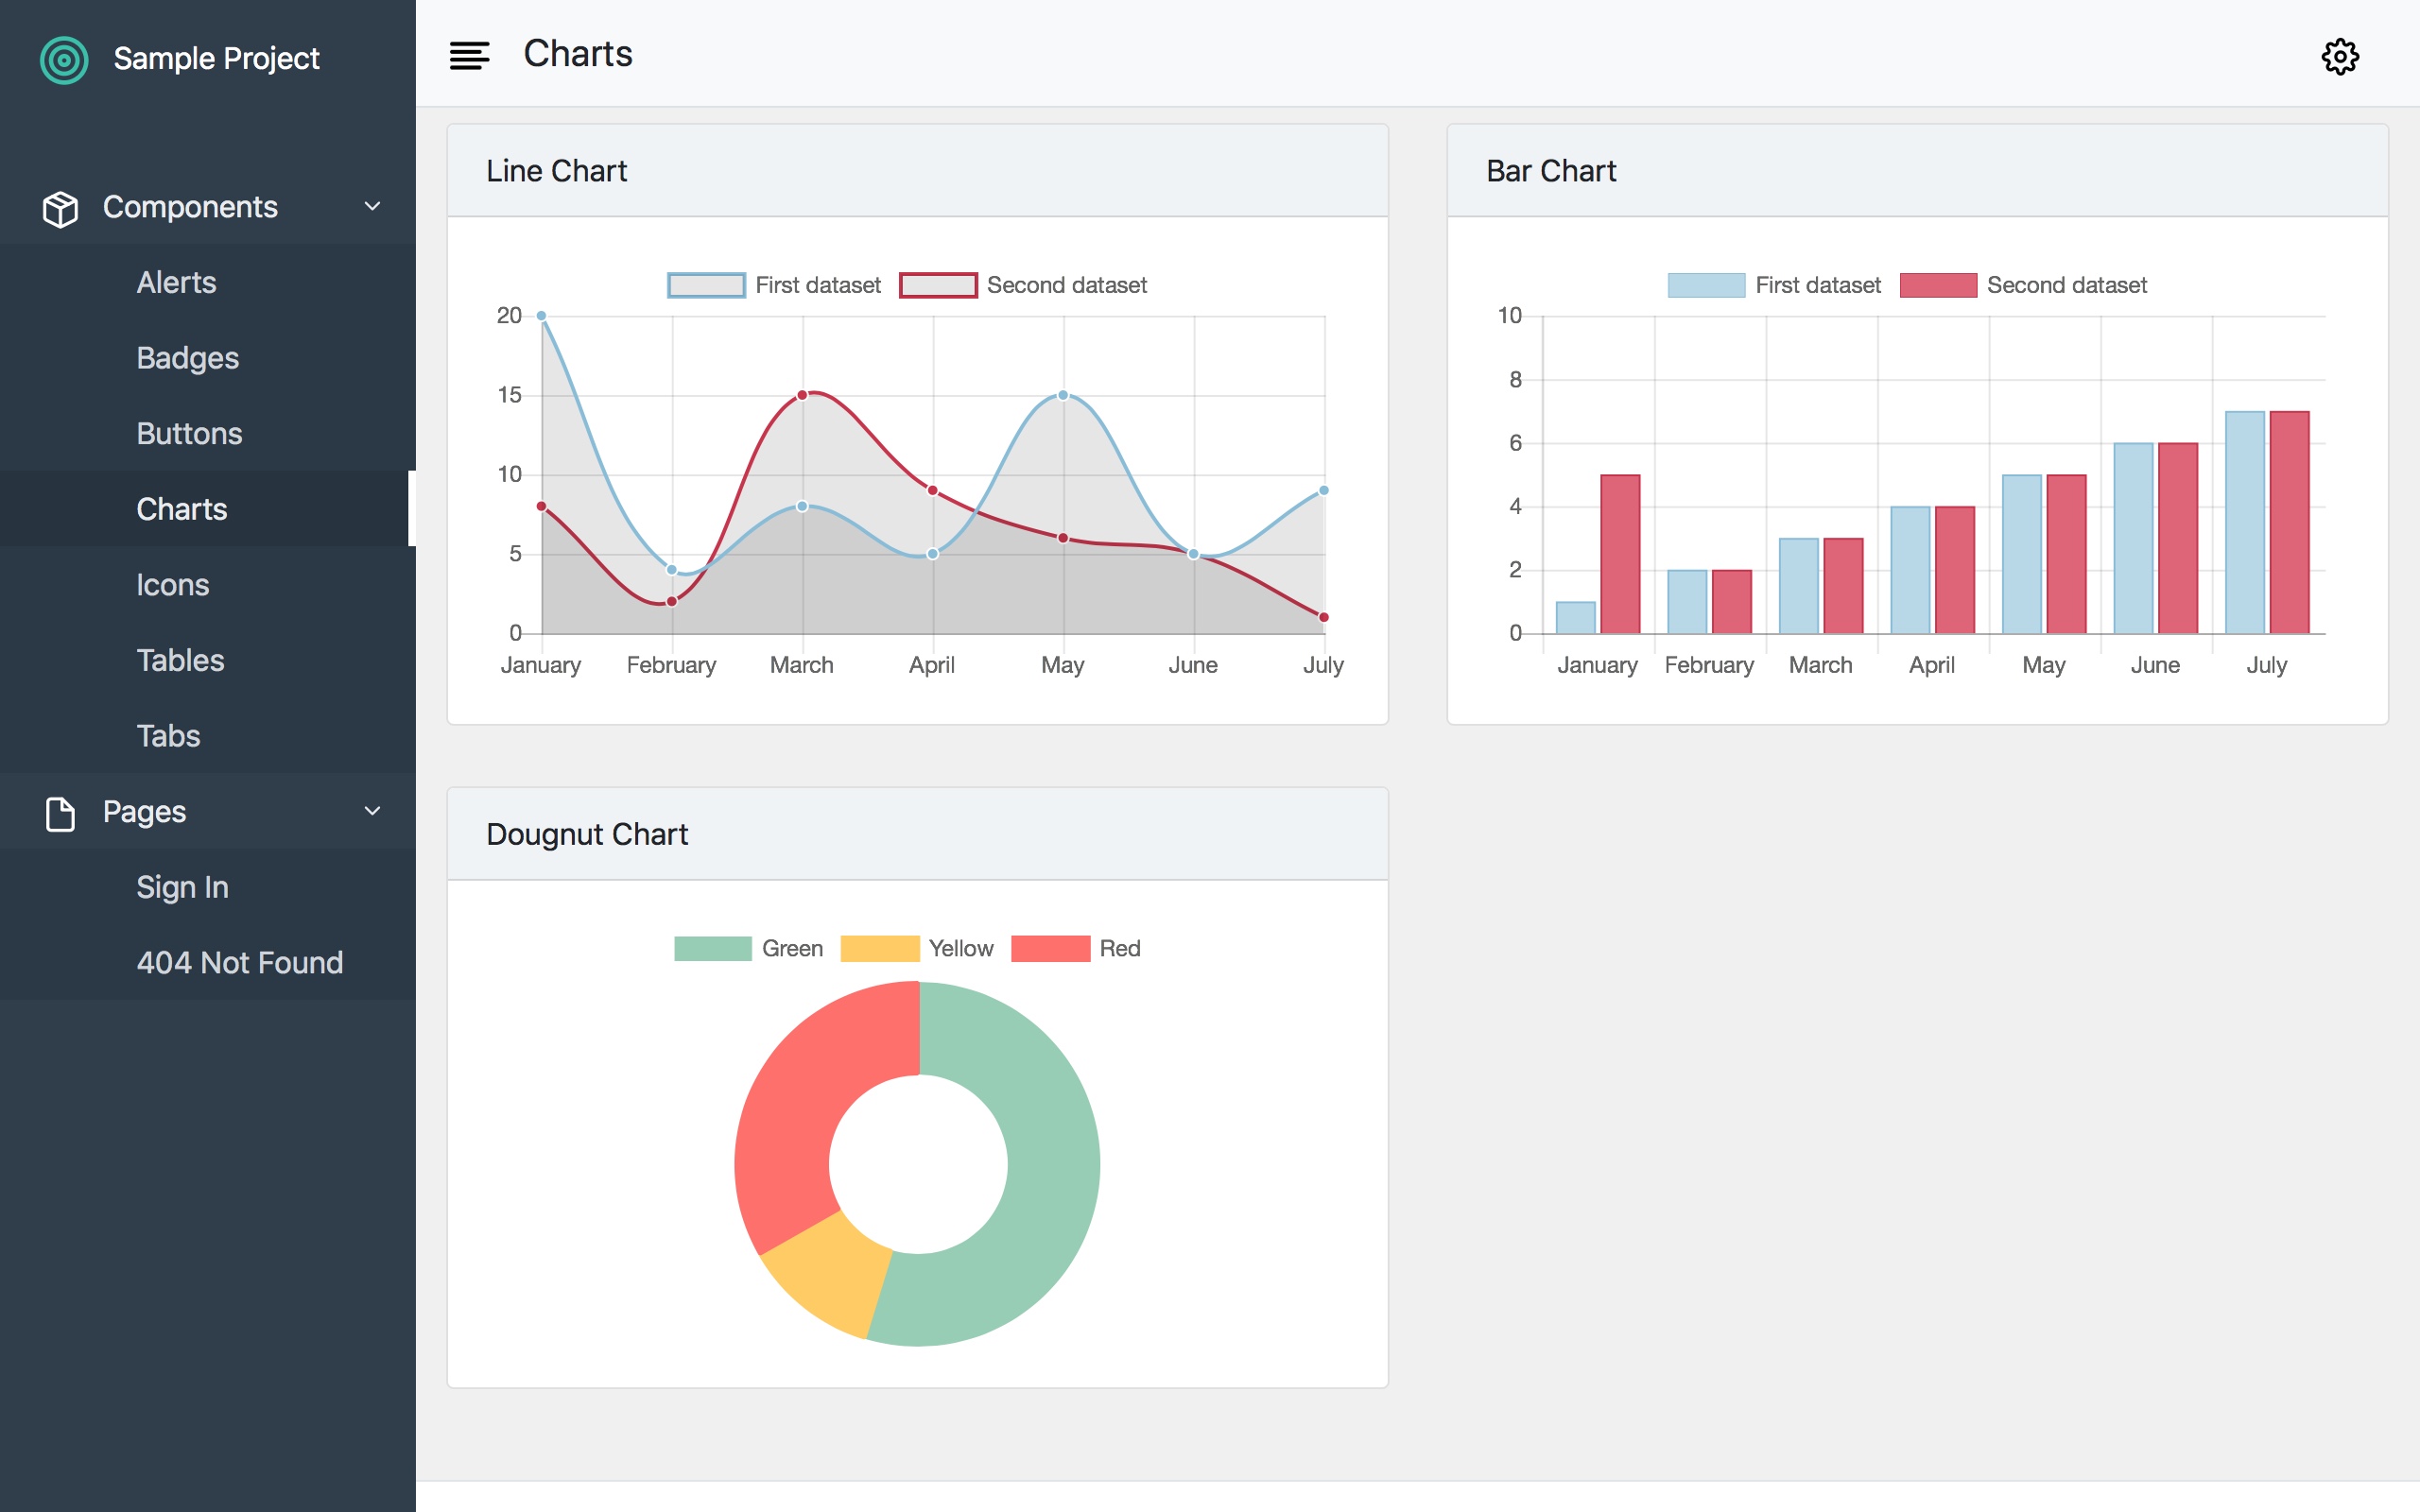 Sample Project
Components
Alerts
Badges
Buttons
Charts
Icons
Tables
Tabs
Pages
Sign In
404 Not Found
Charts
Line Chart
First dataset Second dataset
20
15
10
5
0
January February March April May June July
Bar Chart
First dataset Second dataset
10
8
6
4
2
0
January February March April May June July
Dougnut Chart
Green Yellow Red